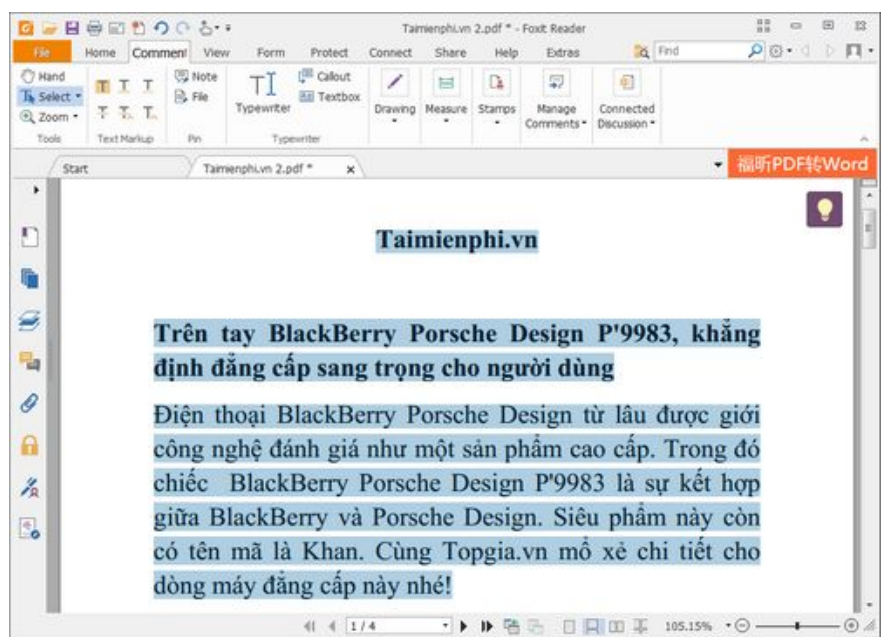 Taimienphi.vn 2.pdf * - Foxit Reader
File Home Comment View Form Protect Connect Share Help Extras Find
Hand
Select
Zoom
Tools
T T T
T T T
Text Markup
Note
File
Pin
Typewriter
Callout
Textbox
Typewriter
Drawing
Measure
Stamps
Manage
Comments
Connected
Discussion
Start Taimienphi.vn 2.pdf * x
福昕PDF转Word
Taimienphi.vn
Trên tay BlackBerry Porsche Design P'9983, khẳng
định đẳng cấp sang trọng cho người dùng
Điện thoại BlackBerry Porsche Design từ lâu được giới
công nghệ đánh giá như một sản phẩm cao cấp. Trong đó
chiếc BlackBerry Porsche Design P'9983 là sự kết hợp
giữa BlackBerry và Porsche Design. Siêu phẩm này còn
có tên mã là Khan. Cùng Topgia.vn mổ xẻ chi tiết cho
dòng máy đẳng cấp này nhé!
1 / 4 105.15%